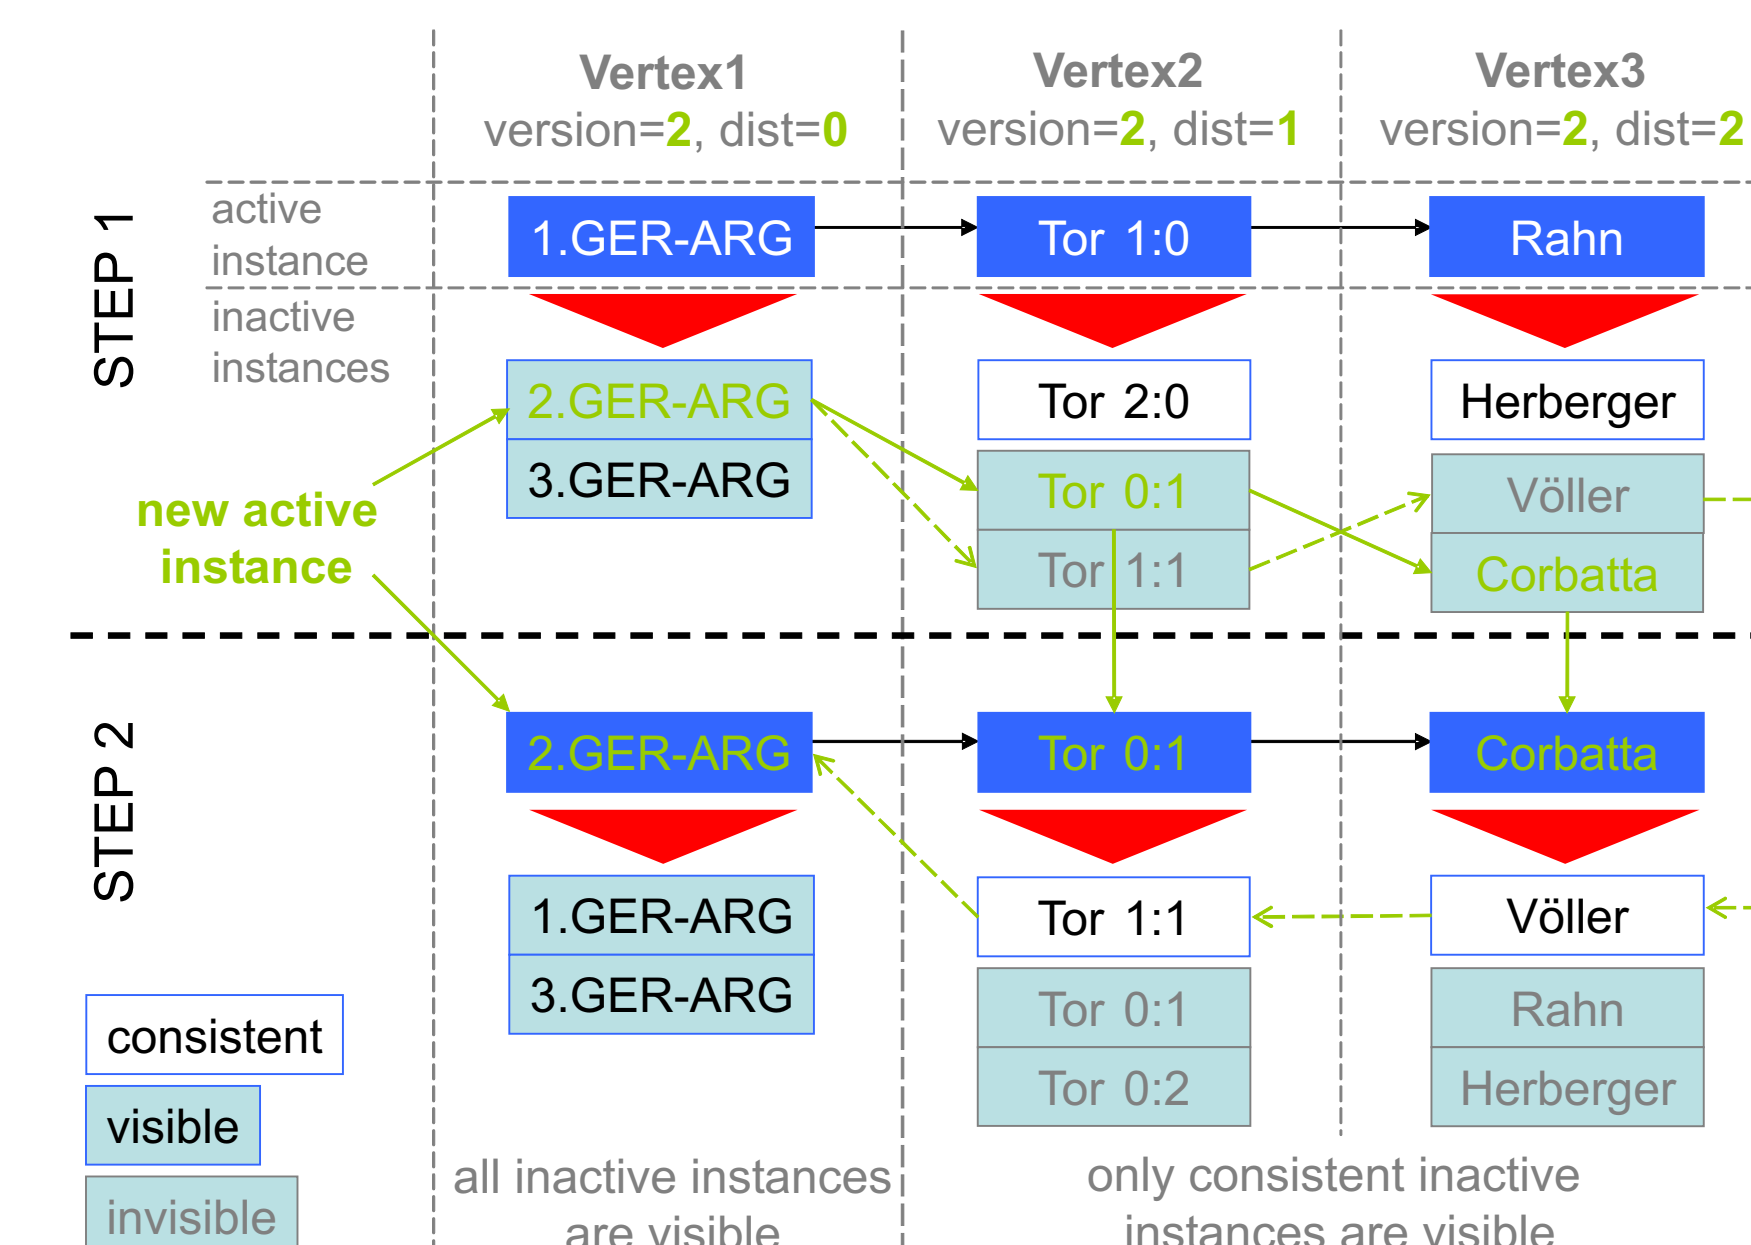 Vertex1
version=2, dist=0
Vertex2
version=2, dist=1
Vertex3
version=2, dist=2
STEP 1
active
instance
1.GER-ARG
Tor 1:0
Rahn
inactive
instances
2.GER-ARG
3.GER-ARG
Tor 2:0
Tor 0:1
Tor 1:1
Herberger
Völler
Corbatta
new active
instance
STEP 2
2.GER-ARG
Tor 0:1
Corbatta
1.GER-ARG
3.GER-ARG
Tor 1:1
Tor 0:1
Tor 0:2
Völler
Rahn
Herberger
consistent
visible
invisible
all inactive instances
are visible
only consistent inactive
instances are visible